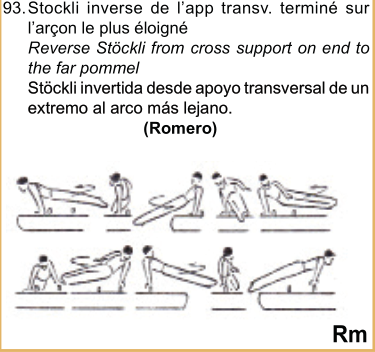 93. Stockli inverse de l'app transv. terminé sur
l'arçon le plus éloigné
Reverse Stöckli from cross support on end to
the far pommel
Stöckli invertida desde apoyo transversal de un
extremo al arco más lejano.
(Romero)
Rm